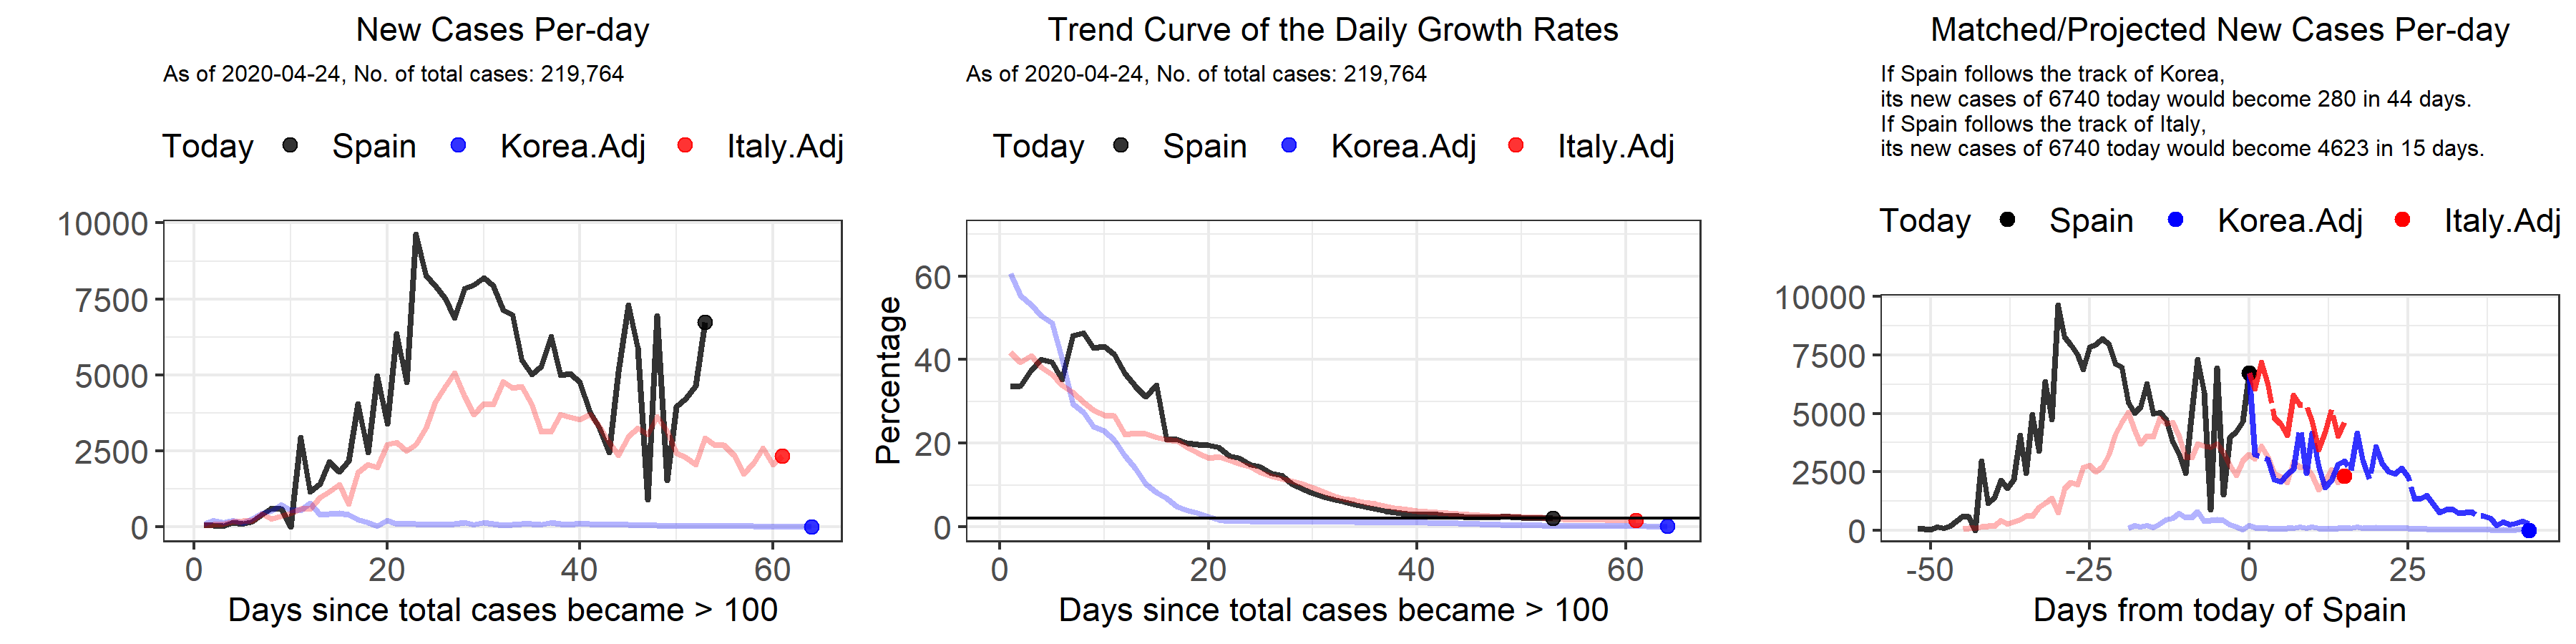 New Cases Per-day
As of 2020-04-24, No. of total cases: 219,764
Today Spain Korea.Adj Italy.Adj
10000
7500
5000
2500
0
0 20 40 60
Days since total cases became > 100
Trend Curve of the Daily Growth Rates
As of 2020-04-24, No. of total cases: 219,764
Today Spain Korea.Adj Italy.Adj
Percentage
60
40
20
0
0 20 40 60
Days since total cases became > 100
Matched/Projected New Cases Per-day
If Spain follows the track of Korea,
its new cases of 6740 today would become 280 in 44 days.
If Spain follows the track of Italy,
its new cases of 6740 today would become 4623 in 15 days.
Today Spain Korea.Adj Italy.Adj
10000
7500
5000
2500
0
-50 -25 0 25
Days from today of Spain